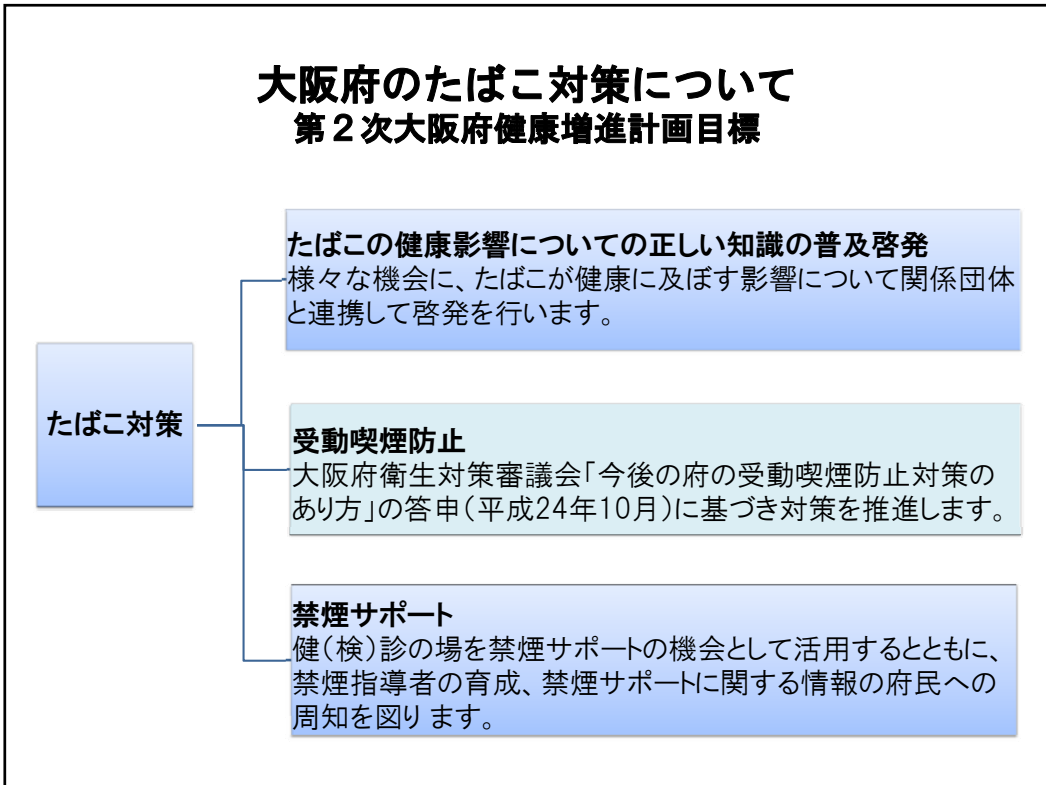 大阪府のたばこ対策について
第２次大阪府健康増進計画目標
たばこの健康影響についての正しい知識の普及啓発
様々な機会に、たばこが健康に及ぼす影響について関係団体
と連携して啓発を行います。
たばこ対策
受動喫煙防止
大阪府衛生対策審議会「今後の府の受動喫煙防止対策の
あり方」の答申（平成24年10月）に基づき対策を推進します。
禁煙サポート
健（検）診の場を禁煙サポートの機会として活用するとともに、
禁煙指導者の育成、禁煙サポートに関する情報の府民への
周知を図り ます。